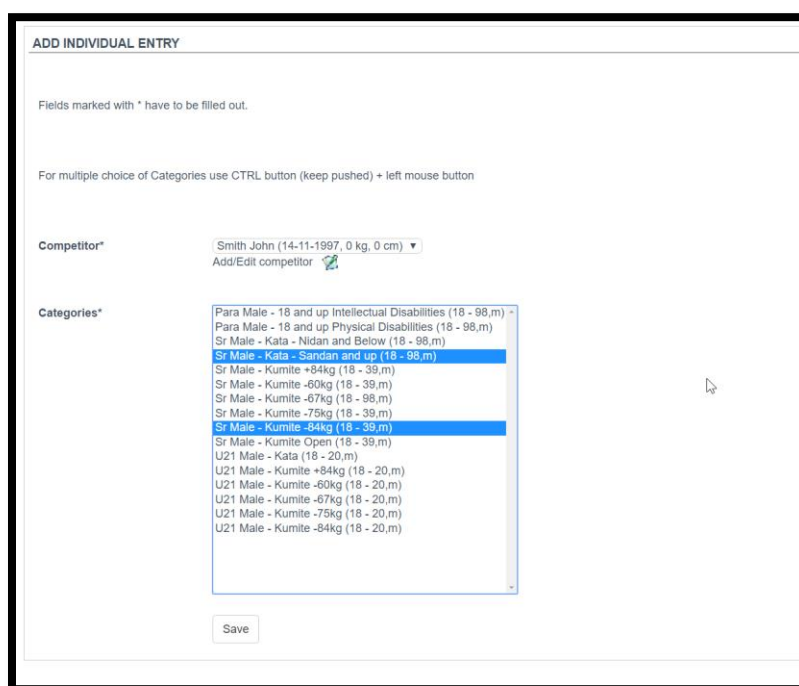 ADD INDIVIDUAL ENTRY
Fields marked with * have to be filled out.
For multiple choice of Categories use CTRL button (keep pushed) + left mouse button
Competitor*
Smith John (14-11-1997, 0 kg, 0 cm)
Add/Edit competitor
Categories*
Para Male - 18 and up Intellectual Disabilities (18 - 98,m)
Para Male - 18 and up Physical Disabilities (18 - 98,m)
Sr Male - Kata - Nidan and Below (18 - 98,m)
Sr Male - Kata - Sandan and up (18 - 98,m)
Sr Male - Kumite +84kg (18 - 39,m)
Sr Male - Kumite -60kg (18 - 39,m)
Sr Male - Kumite -67kg (18 - 98,m)
Sr Male - Kumite -75kg (18 - 39,m)
Sr Male - Kumite -84kg (18 - 39,m)
Sr Male - Kumite Open (18 - 39,m)
U21 Male - Kata (18 - 20,m)
U21 Male - Kumite +84kg (18 - 20,m)
U21 Male - Kumite -60kg (18 - 20,m)
U21 Male - Kumite -67kg (18 - 20,m)
U21 Male - Kumite -75kg (18 - 20,m)
U21 Male - Kumite -84kg (18 - 20,m)
Save